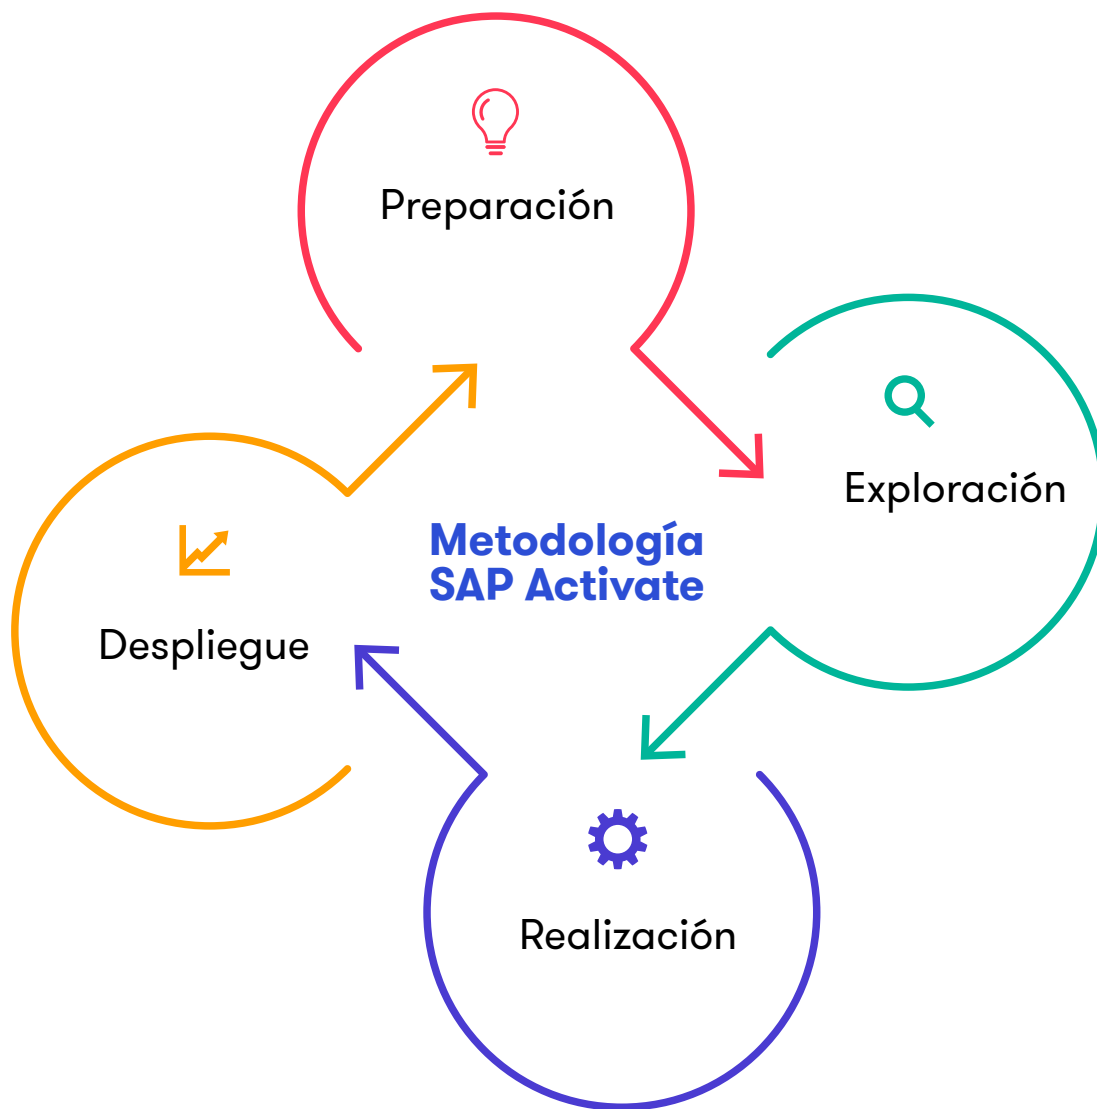 Preparación
Exploración
Metodología
SAP Activate
Despliegue
Realización